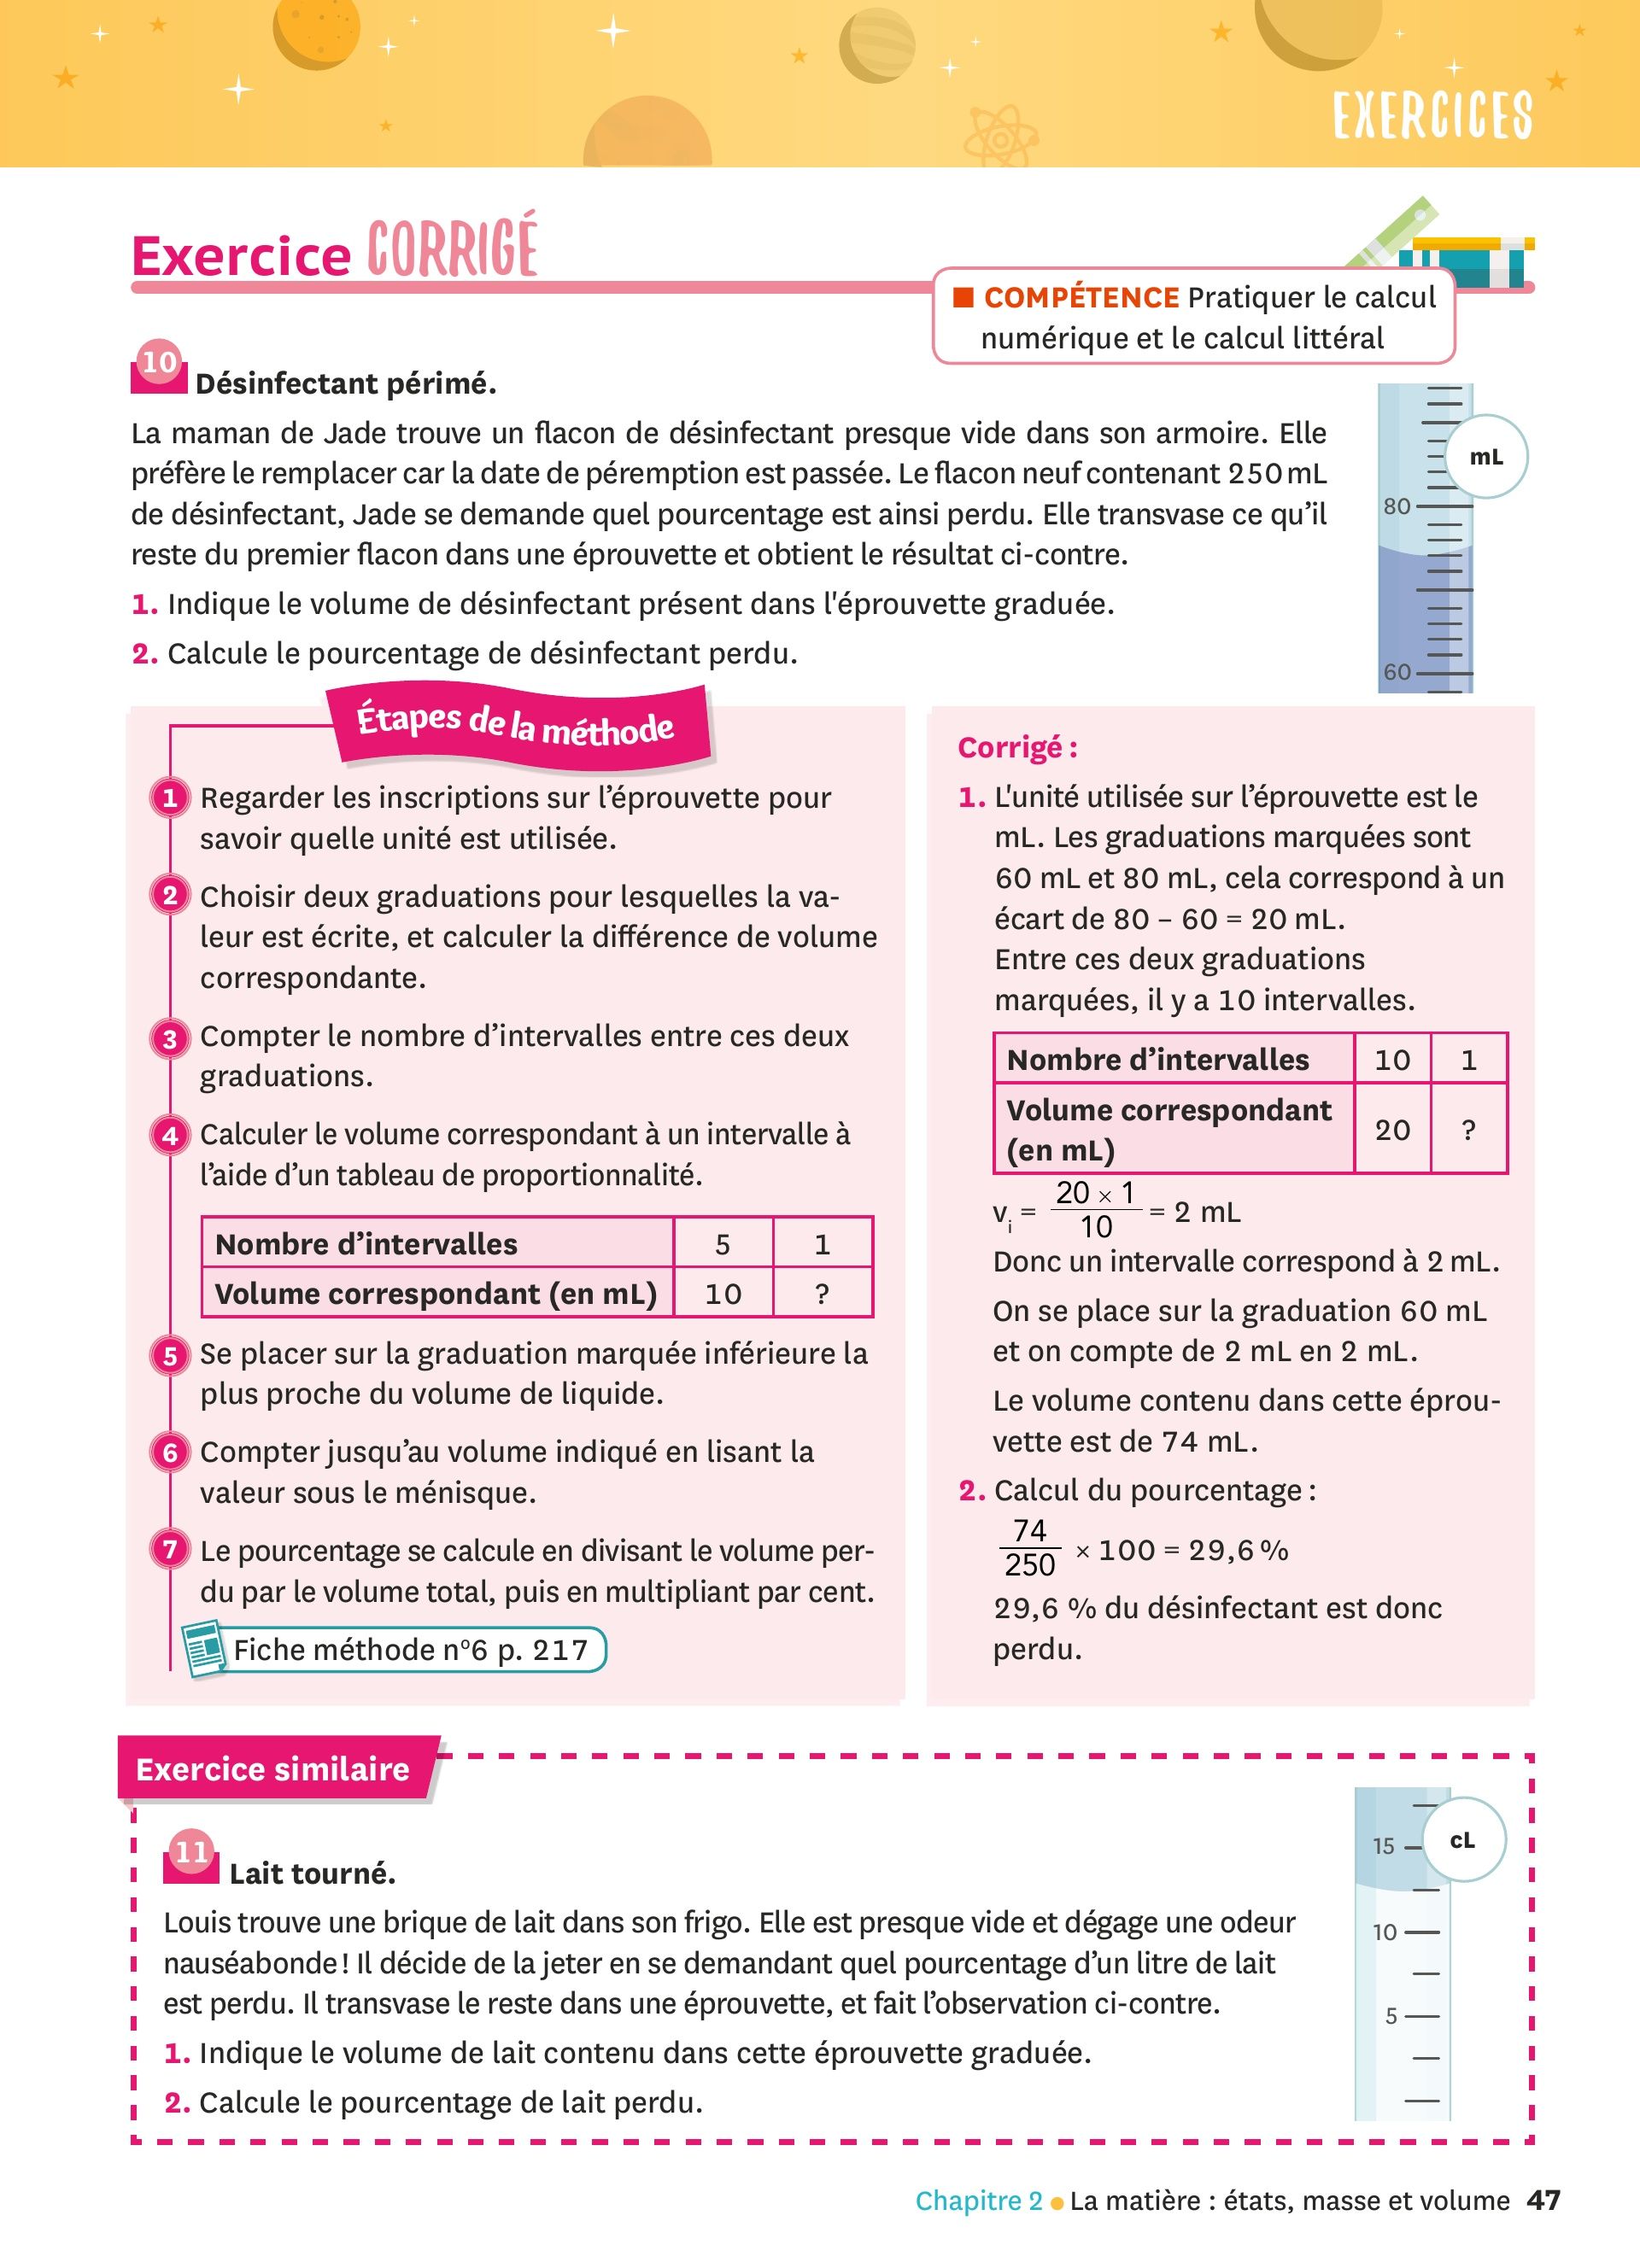 EXERCICES
Exercice CORRIGÉ
COMPÉTENCE Pratiquer le calcul
numérique et le calcul littéral
10 Désinfectant périmé.
La maman de Jade trouve un flacon de désinfectant presque vide dans son armoire. Elle
préfère le remplacer car la date de péremption est passée. Le flacon neuf contenant 250 mL
de désinfectant, Jade se demande quel pourcentage est ainsi perdu. Elle transvase ce qu’il
reste du premier flacon dans une éprouvette et obtient le résultat ci-contre.
1. Indique le volume de désinfectant présent dans l'éprouvette graduée.
2. Calcule le pourcentage de désinfectant perdu.
mL
80
60
Étapes de la méthode
1 Regarder les inscriptions sur l’éprouvette pour
savoir quelle unité est utilisée.
2 Choisir deux graduations pour lesquelles la va-
leur est écrite, et calculer la différence de volume
correspondante.
3 Compter le nombre d’intervalles entre ces deux
graduations.
4 Calculer le volume correspondant à un intervalle à
l’aide d’un tableau de proportionnalité.
Nombre d’intervalles 5 1
Volume correspondant (en mL) 10 ?
5 Se placer sur la graduation marquée inférieure la
plus proche du volume de liquide.
6 Compter jusqu’au volume indiqué en lisant la
valeur sous le ménisque.
7 Le pourcentage se calcule en divisant le volume per-
du par le volume total, puis en multipliant par cent.
Fiche méthode n°6 p. 217
Corrigé :
1. L'unité utilisée sur l’éprouvette est le
mL. Les graduations marquées sont
60 mL et 80 mL, cela correspond à un
écart de 80 – 60 = 20 mL.
Entre ces deux graduations
marquées, il y a 10 intervalles.
Nombre d’intervalles 10 1
Volume correspondant
(en mL) 20 ?
20 × 1
vi = = 2 mL
10
Donc un intervalle correspond à 2 mL.
On se place sur la graduation 60 mL
et on compte de 2 mL en 2 mL.
Le volume contenu dans cette éprou-
vette est de 74 mL.
2. Calcul du pourcentage :
74
× 100 = 29,6 %
250
29,6 % du désinfectant est donc
perdu.
Exercice similaire
11 Lait tourné.
Louis trouve une brique de lait dans son frigo. Elle est presque vide et dégage une odeur
nauséabonde ! Il décide de la jeter en se demandant quel pourcentage d’un litre de lait
est perdu. Il transvase le reste dans une éprouvette, et fait l’observation ci-contre.
1. Indique le volume de lait contenu dans cette éprouvette graduée.
2. Calcule le pourcentage de lait perdu.
cL
15
10
5
Chapitre 2 • La matière : états, masse et volume 47